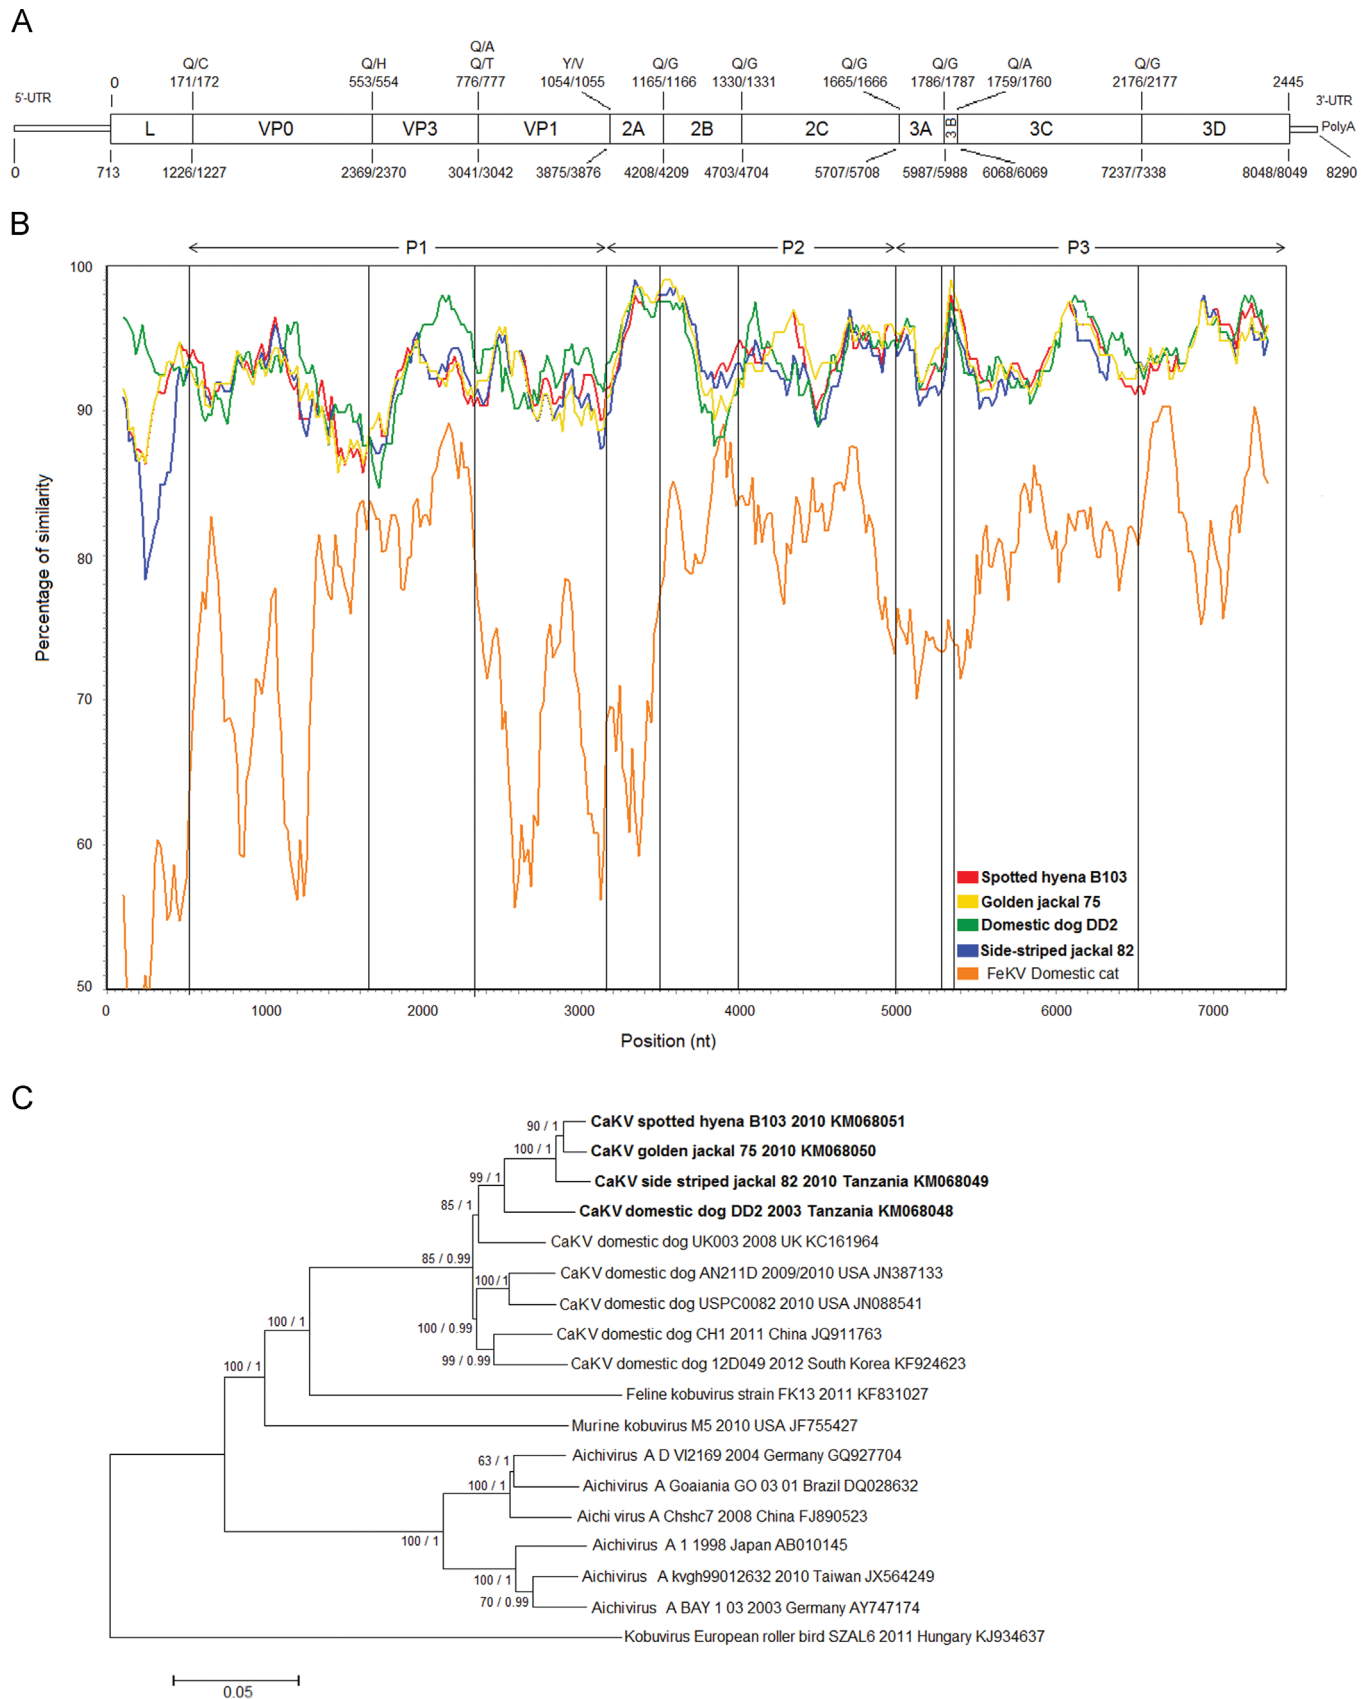 A
Q/A
Q/C Q/H Q/T Y/V Q/G Q/G Q/G Q/G Q/A Q/G
0 171/172 553/554 776/777 1054/1055 1165/1166 1330/1331 1665/1666 1786/1787 1759/1760 2176/2177 2445
5'-UTR 3'-UTR
L VP0 VP3 VP1 2A 2B 2C 3A 3B 3C 3D PolyA
0 713 1226/1227 2369/2370 3041/3042 3875/3876 4208/4209 4703/4704 5707/5708 5987/5988 6068/6069 7237/7338 8048/8049 8290
B
P1 P2 P3
100
90
80
70
60
50
Percentage of similarity
Spotted hyena B103
Golden jackal 75
Domestic dog DD2
Side-striped jackal 82
FeKV Domestic cat
0 1000 2000 3000 4000 5000 6000 7000
Position (nt)
C
CaKV spotted hyena B103 2010 KM068051
90 / 1
CaKV golden jackal 75 2010 KM068050
100 / 1
CaKV side striped jackal 82 2010 Tanzania KM068049
99 / 1
CaKV domestic dog DD2 2003 Tanzania KM068048
85 / 1
CaKV domestic dog UK003 2008 UK KC161964
85 / 0.99
CaKV domestic dog AN211D 2009/2010 USA JN387133
100 / 1
CaKV domestic dog USPC0082 2010 USA JN088541
100 / 0.99
CaKV domestic dog CH1 2011 China JQ911763
99 / 0.99
CaKV domestic dog 12D049 2012 South Korea KF924623
100 / 1
100 / 1
Feline kobuvirus strain FK13 2011 KF831027
Murine kobuvirus M5 2010 USA JF755427
Aichivirus A D VI2169 2004 Germany GQ927704
63 / 1
Aichivirus A Goaiania GO 03 01 Brazil DQ028632
100 / 1
Aichi virus A Chshc7 2008 China FJ890523
100 / 1
Aichivirus A 1 1998 Japan AB010145
100 / 1
Aichivirus A kvgh99012632 2010 Taiwan JX564249
70 / 0.99
Aichivirus A BAY 1 03 2003 Germany AY747174
Kobuvirus European roller bird SZAL6 2011 Hungary KJ934637
0.05